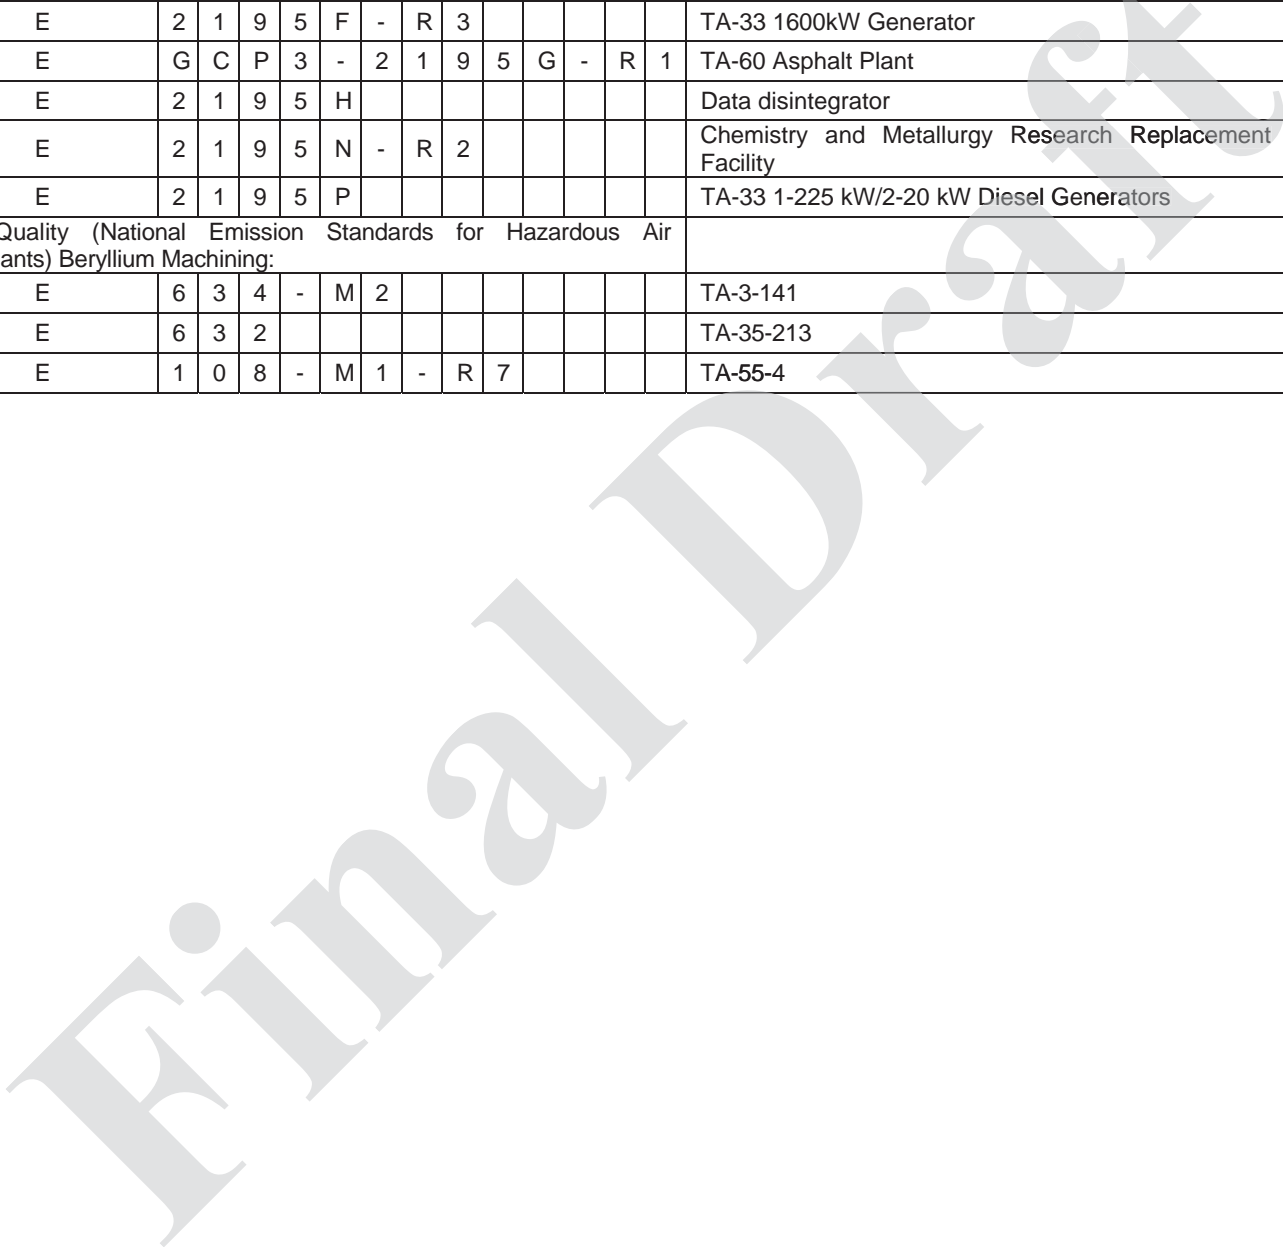 E 2 1 9 5 F - R 3 TA-33 1600kW Generator
E G C P 3 - 2 1 9 5 G - R 1 TA-60 Asphalt Plant
E 2 1 9 5 H Data disintegrator
E 2 1 9 5 N - R 2 Chemistry and Metallurgy Research Replacement
Facility
E 2 1 9 5 P TA-33 1-225 kW/2-20 kW Diesel Generators
Quality (National Emission Standards for Hazardous Air
ants) Beryllium Machining:
E 6 3 4 - M 2 TA-3-141
E 6 3 2 TA-35-213
E 1 0 8 - M 1 - R 7 TA-55-4
Final Draft